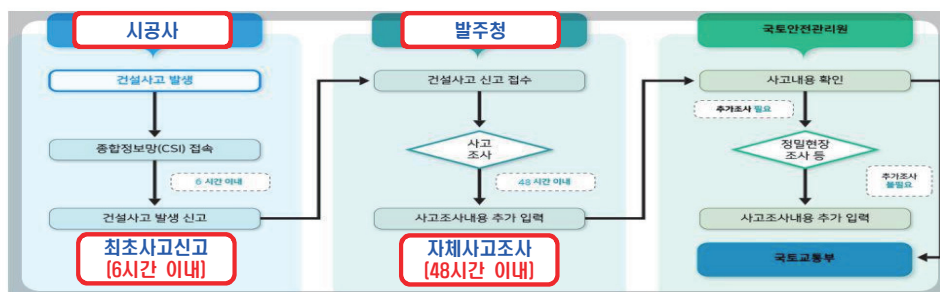 시공사
건설사고 발생
종합정보망(CSI) 접속
6 시간 이내
건설사고 발생 신고
최초사고신고
(6시간 이내)
발주청
건설사고 신고 접수
사고
조사
48 시간 이내
사고조사내용 추가 입력
자체사고조사
(48시간 이내)
국토안전관리원
사고내용 확인
추가조사 필요
정밀현장
조사 등
추가조사
불필요
사고조사내용 추가 입력
국토교통부